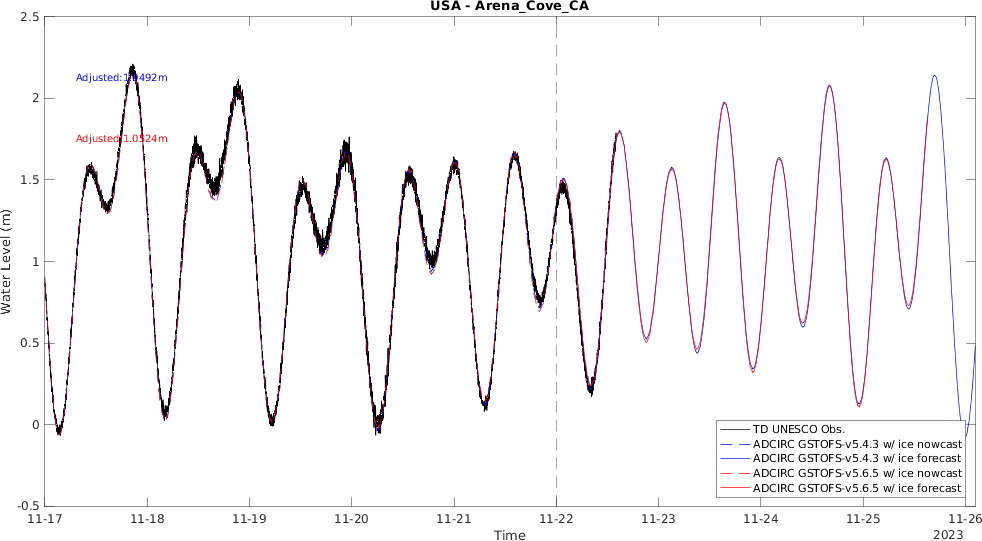 USA - Arena_Cove_CA
2.5
2
1.5
1
0.5
0
-0.5
Water Level (m)
Adjusted:1.0492m
Adjusted:1.0524m
TD UNESCO Obs.
ADCIRC GSTOFS-v5.4.3 w/ ice nowcast
ADCIRC GSTOFS-v5.4.3 w/ ice forecast
ADCIRC GSTOFS-v5.6.5 w/ ice nowcast
ADCIRC GSTOFS-v5.6.5 w/ ice forecast
11-17 11-18 11-19 11-20 11-21 11-22 11-23 11-24 11-25 11-26
Time
2023